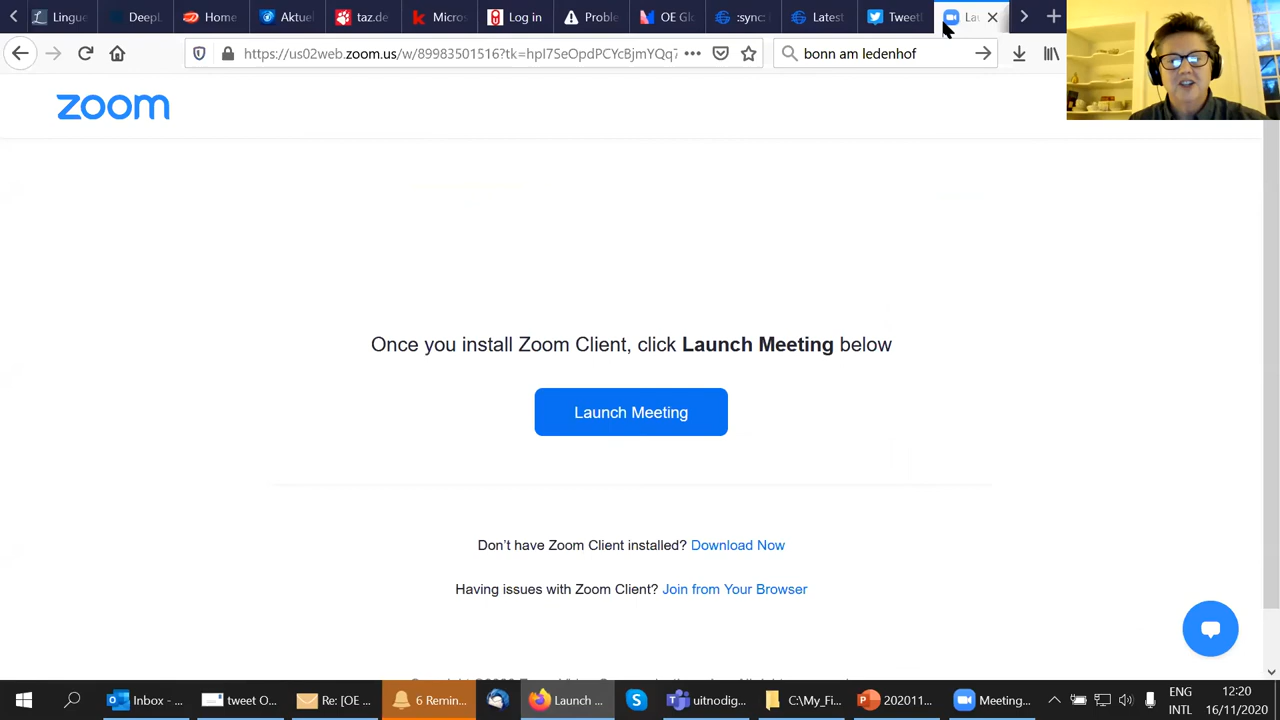 Lingue
DeepL
Home
Aktue
taz.de
Micros
Log in
Proble
OE Glo
:sync:
Latest
Tweet
La
https://us02web.zoom.us/w/89983501516?tk=hpI7SeOpdPCYcBjmYQq7
bonn am ledenhof
zoom
Once you install Zoom Client, click Launch Meeting below
Launch Meeting
Don't have Zoom Client installed? Download Now
Having issues with Zoom Client? Join from Your Browser
Inbox - ...
tweet O...
Re: [OE ...
6 Remin...
Launch ...
uitnodig...
C:\My_Fi...
202011...
Meeting...
ENG
INTL
12:20
16/11/2020